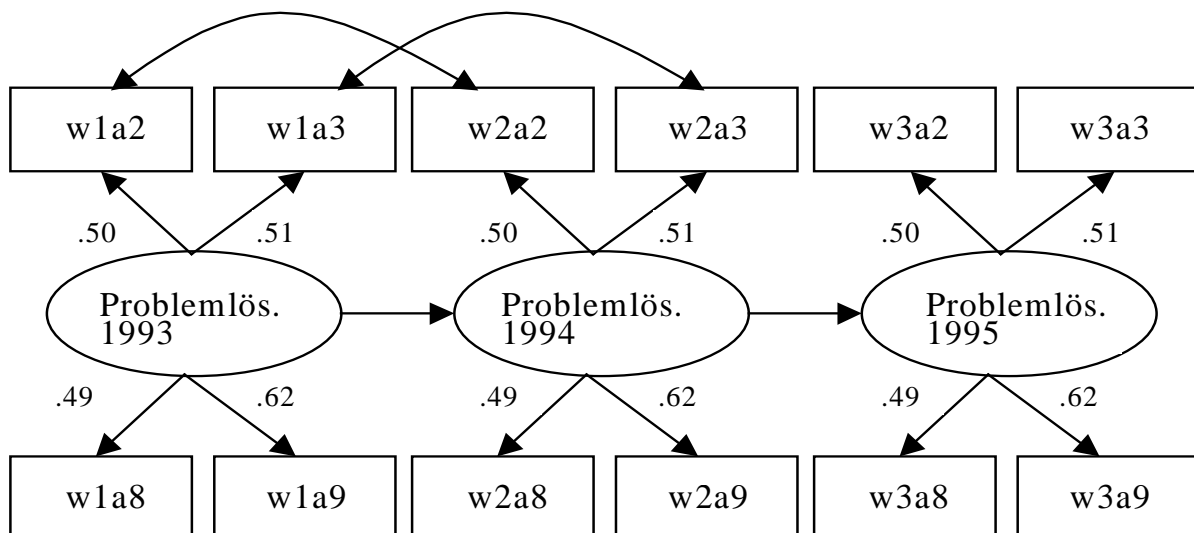 w1a2 w1a3 w2a2 w2a3 w3a2 w3a3
.50 .51 .50 .51 .50 .51
Problemlös. Problemlös. Problemlös.
1993 1994 1995
.49 .62 .49 .62 .49 .62
w1a8 w1a9 w2a8 w2a9 w3a8 w3a9